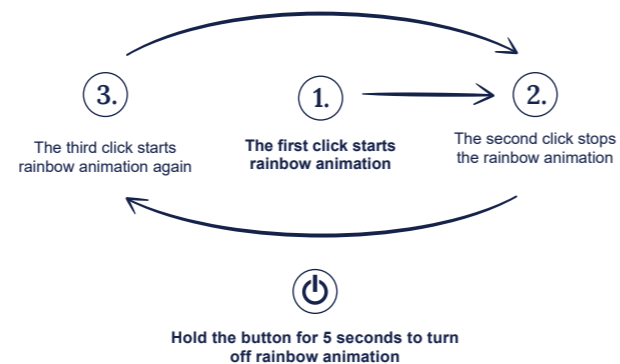 3.
The third click starts
rainbow animation again
1.
The first click starts
rainbow animation
2.
The second click stops
the rainbow animation
Hold the button for 5 seconds to turn
off rainbow animation